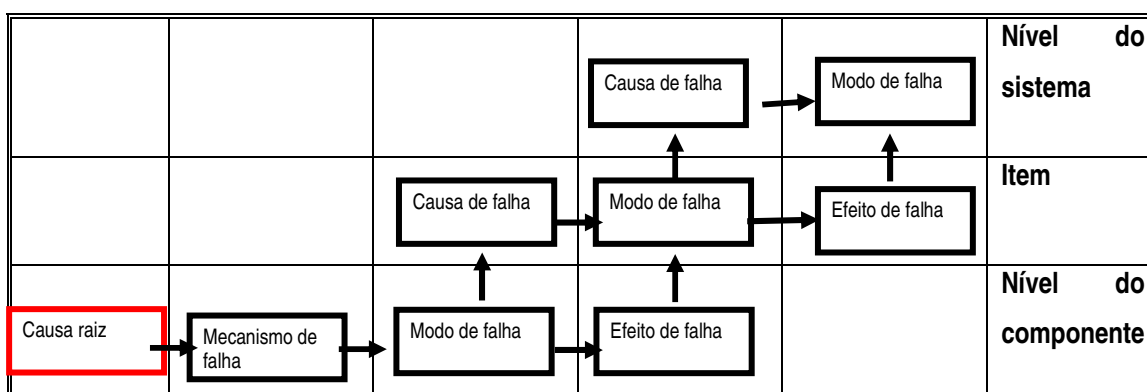 Nível do
sistema
Causa de falha
Modo de falha
Item
Causa de falha
Modo de falha
Efeito de falha
Nível do
componente
Causa raiz
Mecanismo de
falha
Modo de falha
Efeito de falha